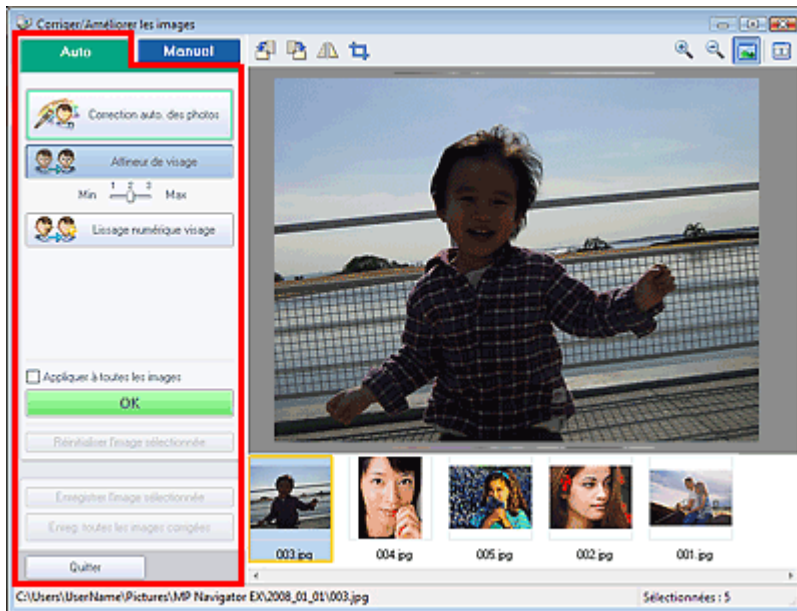 Corriger/Améliorer les images
Auto
Manuel
Correction auto. des photos
Affineur de visage
Min 1 2 3 Max
Lissage numérique visage
Appliquer à toutes les images
OK
Réinitialiser l'image sélectionnée
Enregistrer l'image sélectionnée
Enreg. toutes les images corrigées
Quitter
003.jpg
004.jpg
005.jpg
002.jpg
001.jpg
C:\Users\UserName\Pictures\MP Navigator EX\2008_01_01\003.jpg
Sélectionnées : 5